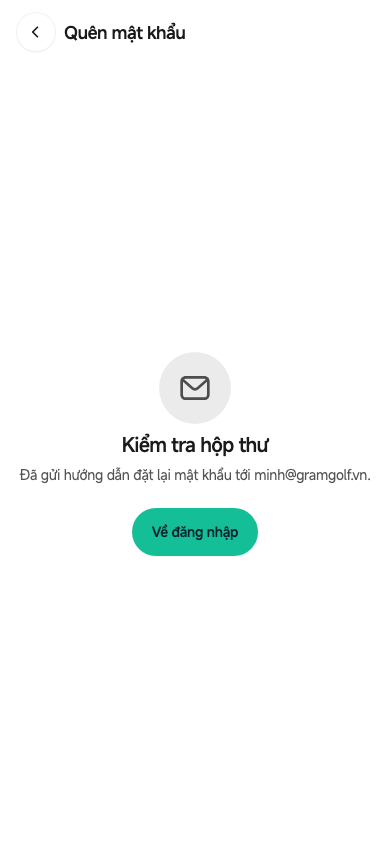 Quên mật khẩu
Kiểm tra hộp thư
Đã gửi hướng dẫn đặt lại mật khẩu tới minh@gramgolf.vn.
Về đăng nhập